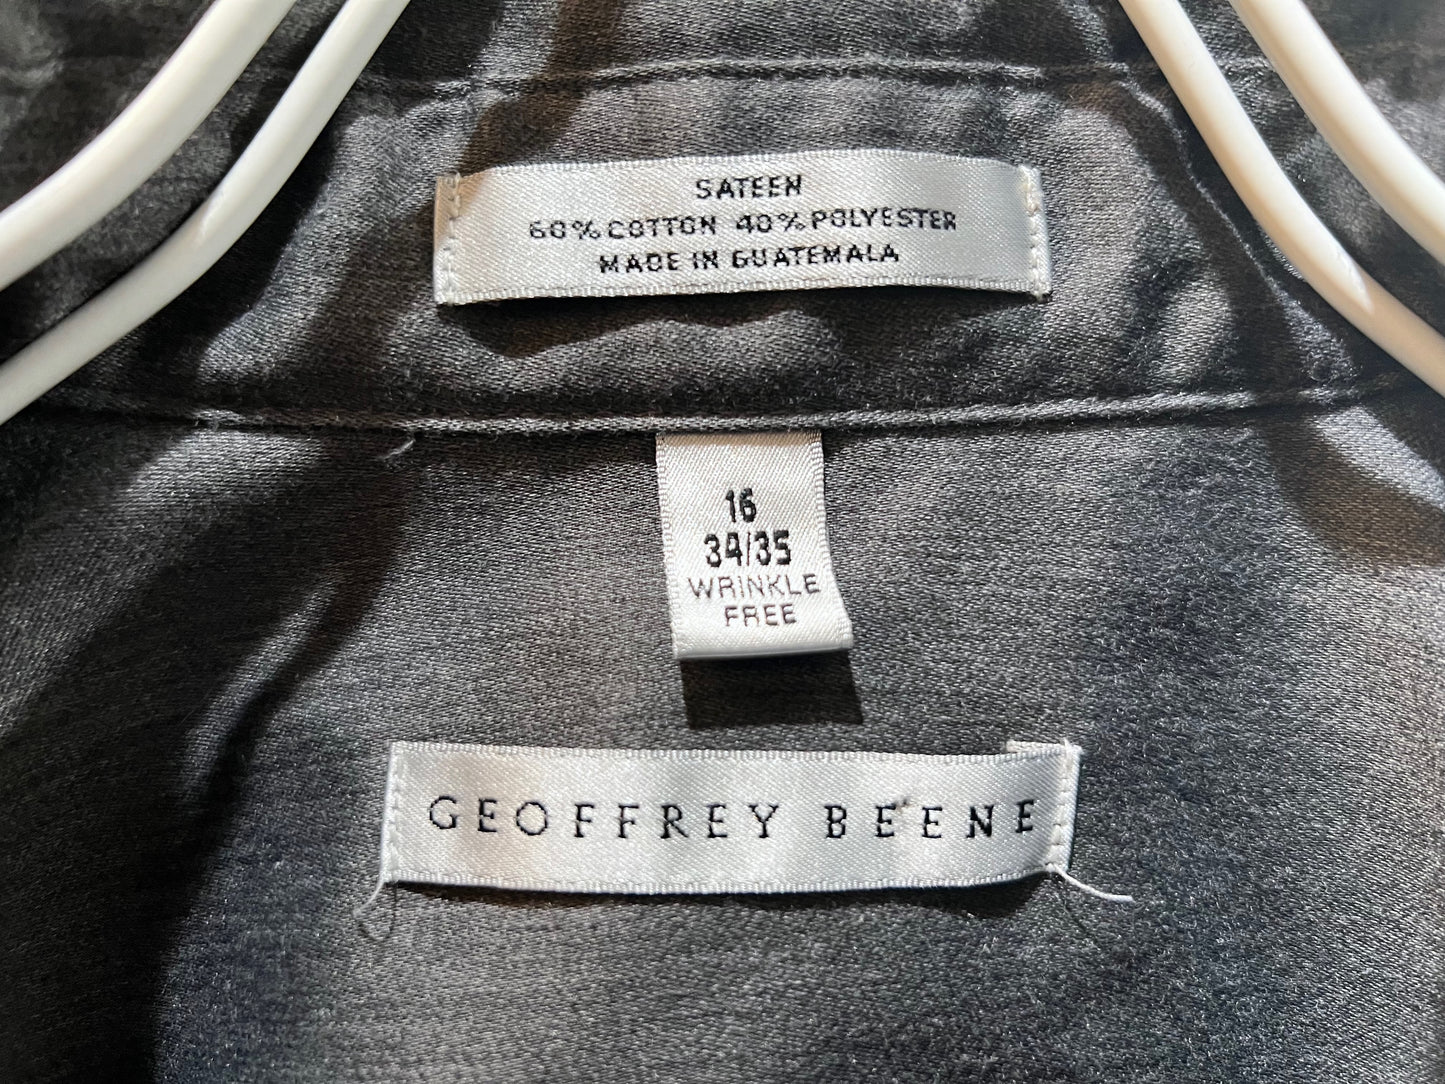 SATEEN
60% COTTON 40% POLYESTER
MADE IN GUATEMALA
16
34/35
WRINKLE
FREE
GEOFFREY BEENE